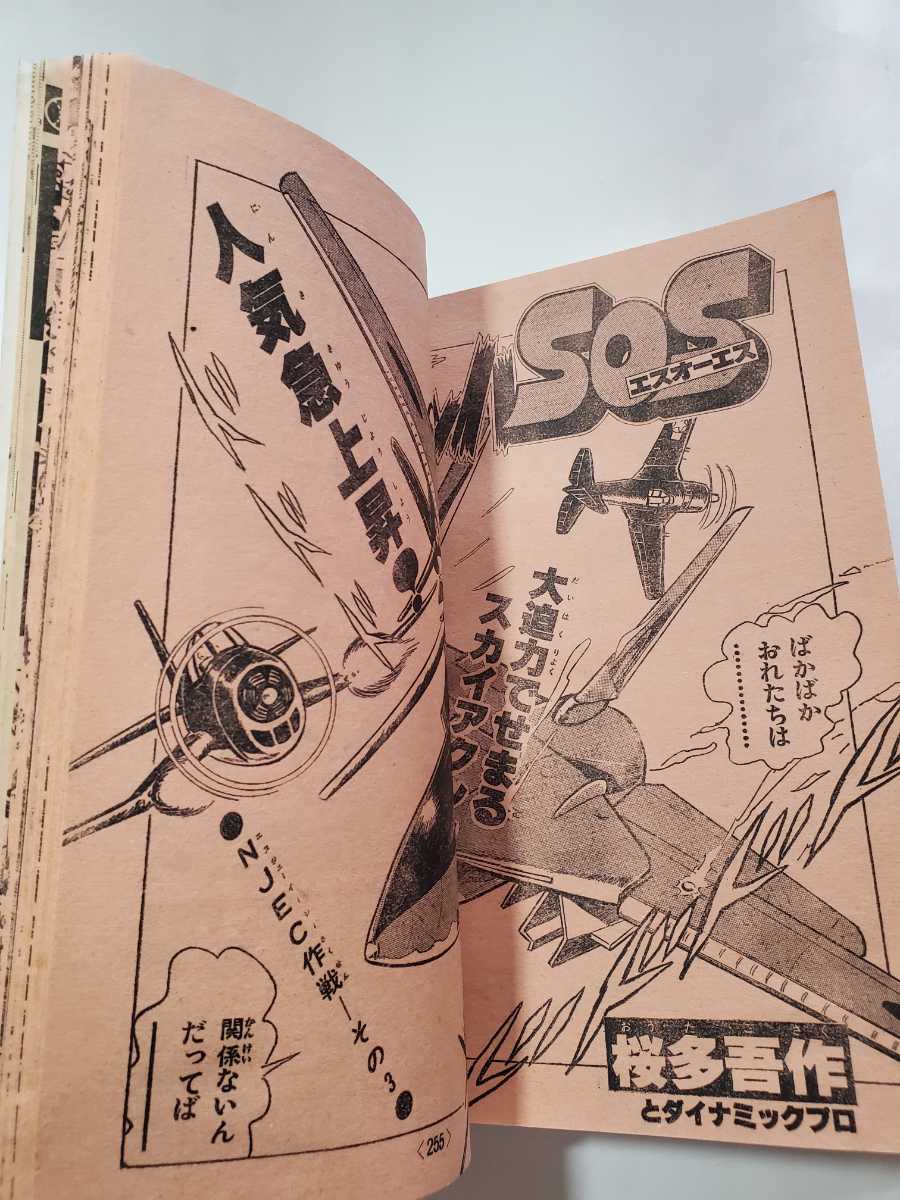 SOS
エスオーエス
大迫力でせまる
スカイアクション
ばかばか
おれたちは
…………
桜多吾作
とダイナミックプロ
人気急上昇!
●NJEC作戦―その3●
関係ないん
だってば
〈255〉